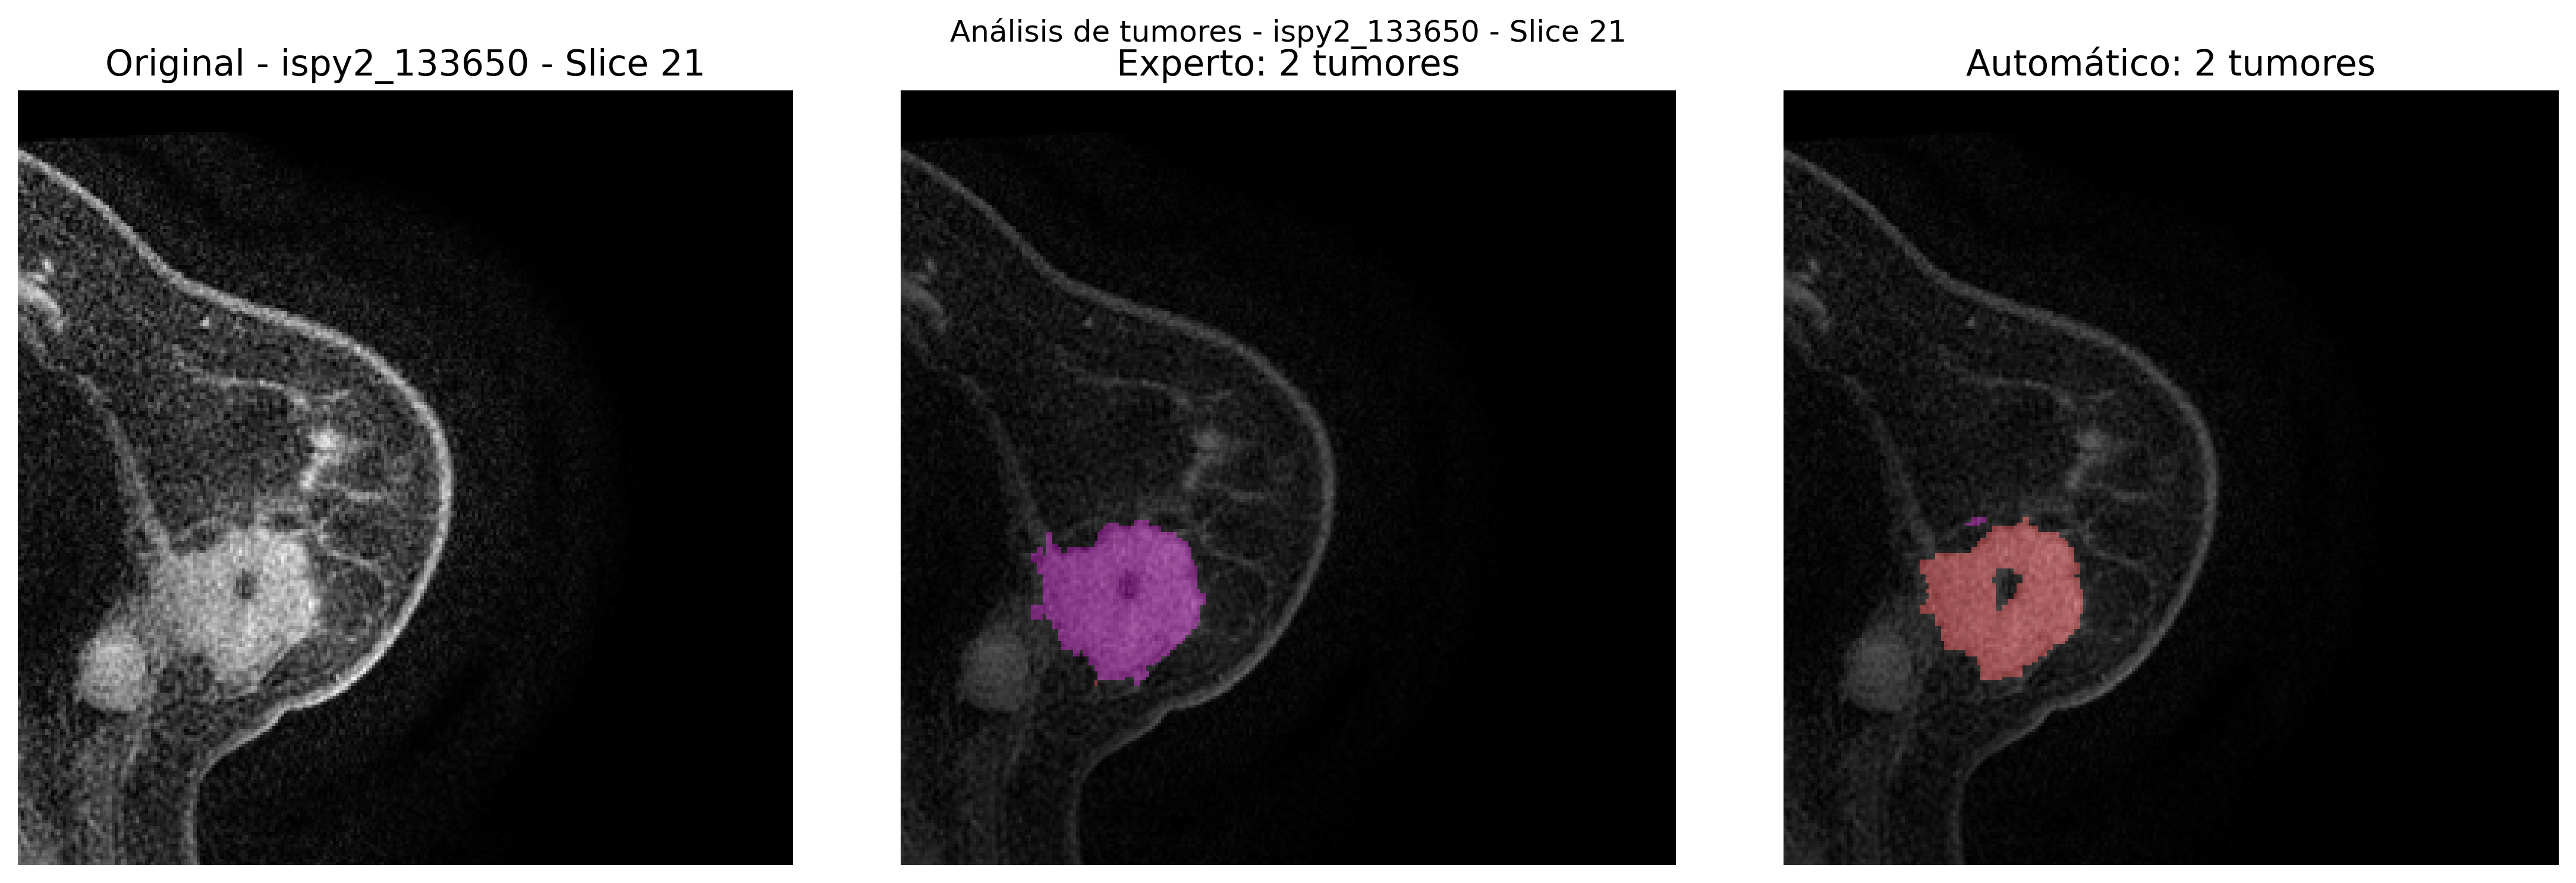 Análisis de tumores - ispy2_133650 - Slice 21
Original - ispy2_133650 - Slice 21
Experto: 2 tumores
Automático: 2 tumores